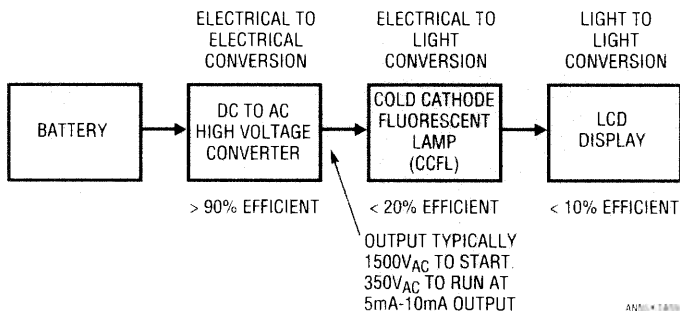 ELECTRICAL TO
ELECTRICAL
CONVERSION
ELECTRICAL TO
LIGHT
CONVERSION
LIGHT TO
LIGHT
CONVERSION
BATTERY
DC TO AC
HIGH VOLTAGE
CONVERTER
COLD CATHODE
FLUORESCENT
LAMP
(CCFL)
LCD
DISPLAY
> 90% EFFICIENT
< 20% EFFICIENT
< 10% EFFICIENT
OUTPUT TYPICALLY
1500VAC TO START.
350VAC TO RUN AT
5mA-10mA OUTPUT